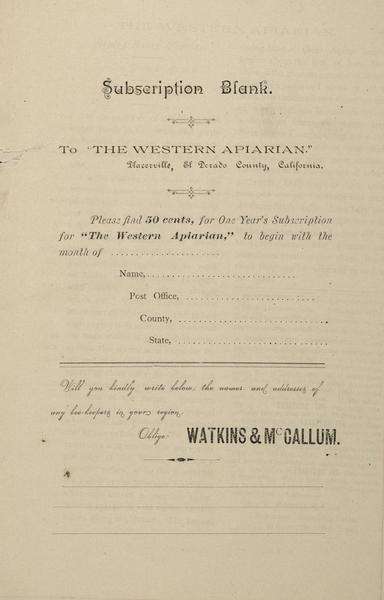 Subscription Blank.
To "THE WESTERN APIARIAN."
Placerville, El Dorado County, California.
Please find 50 cents, for One Year's Subscription
for "The Western Apiarian," to begin with the
month of ......................
Name,..............................
Post Office, ..........................
County, ..............................
State, ..............................
Will you kindly write below the names and addresses of
any bee-keepers in your region.
Oblige WATKINS & McCALLUM.